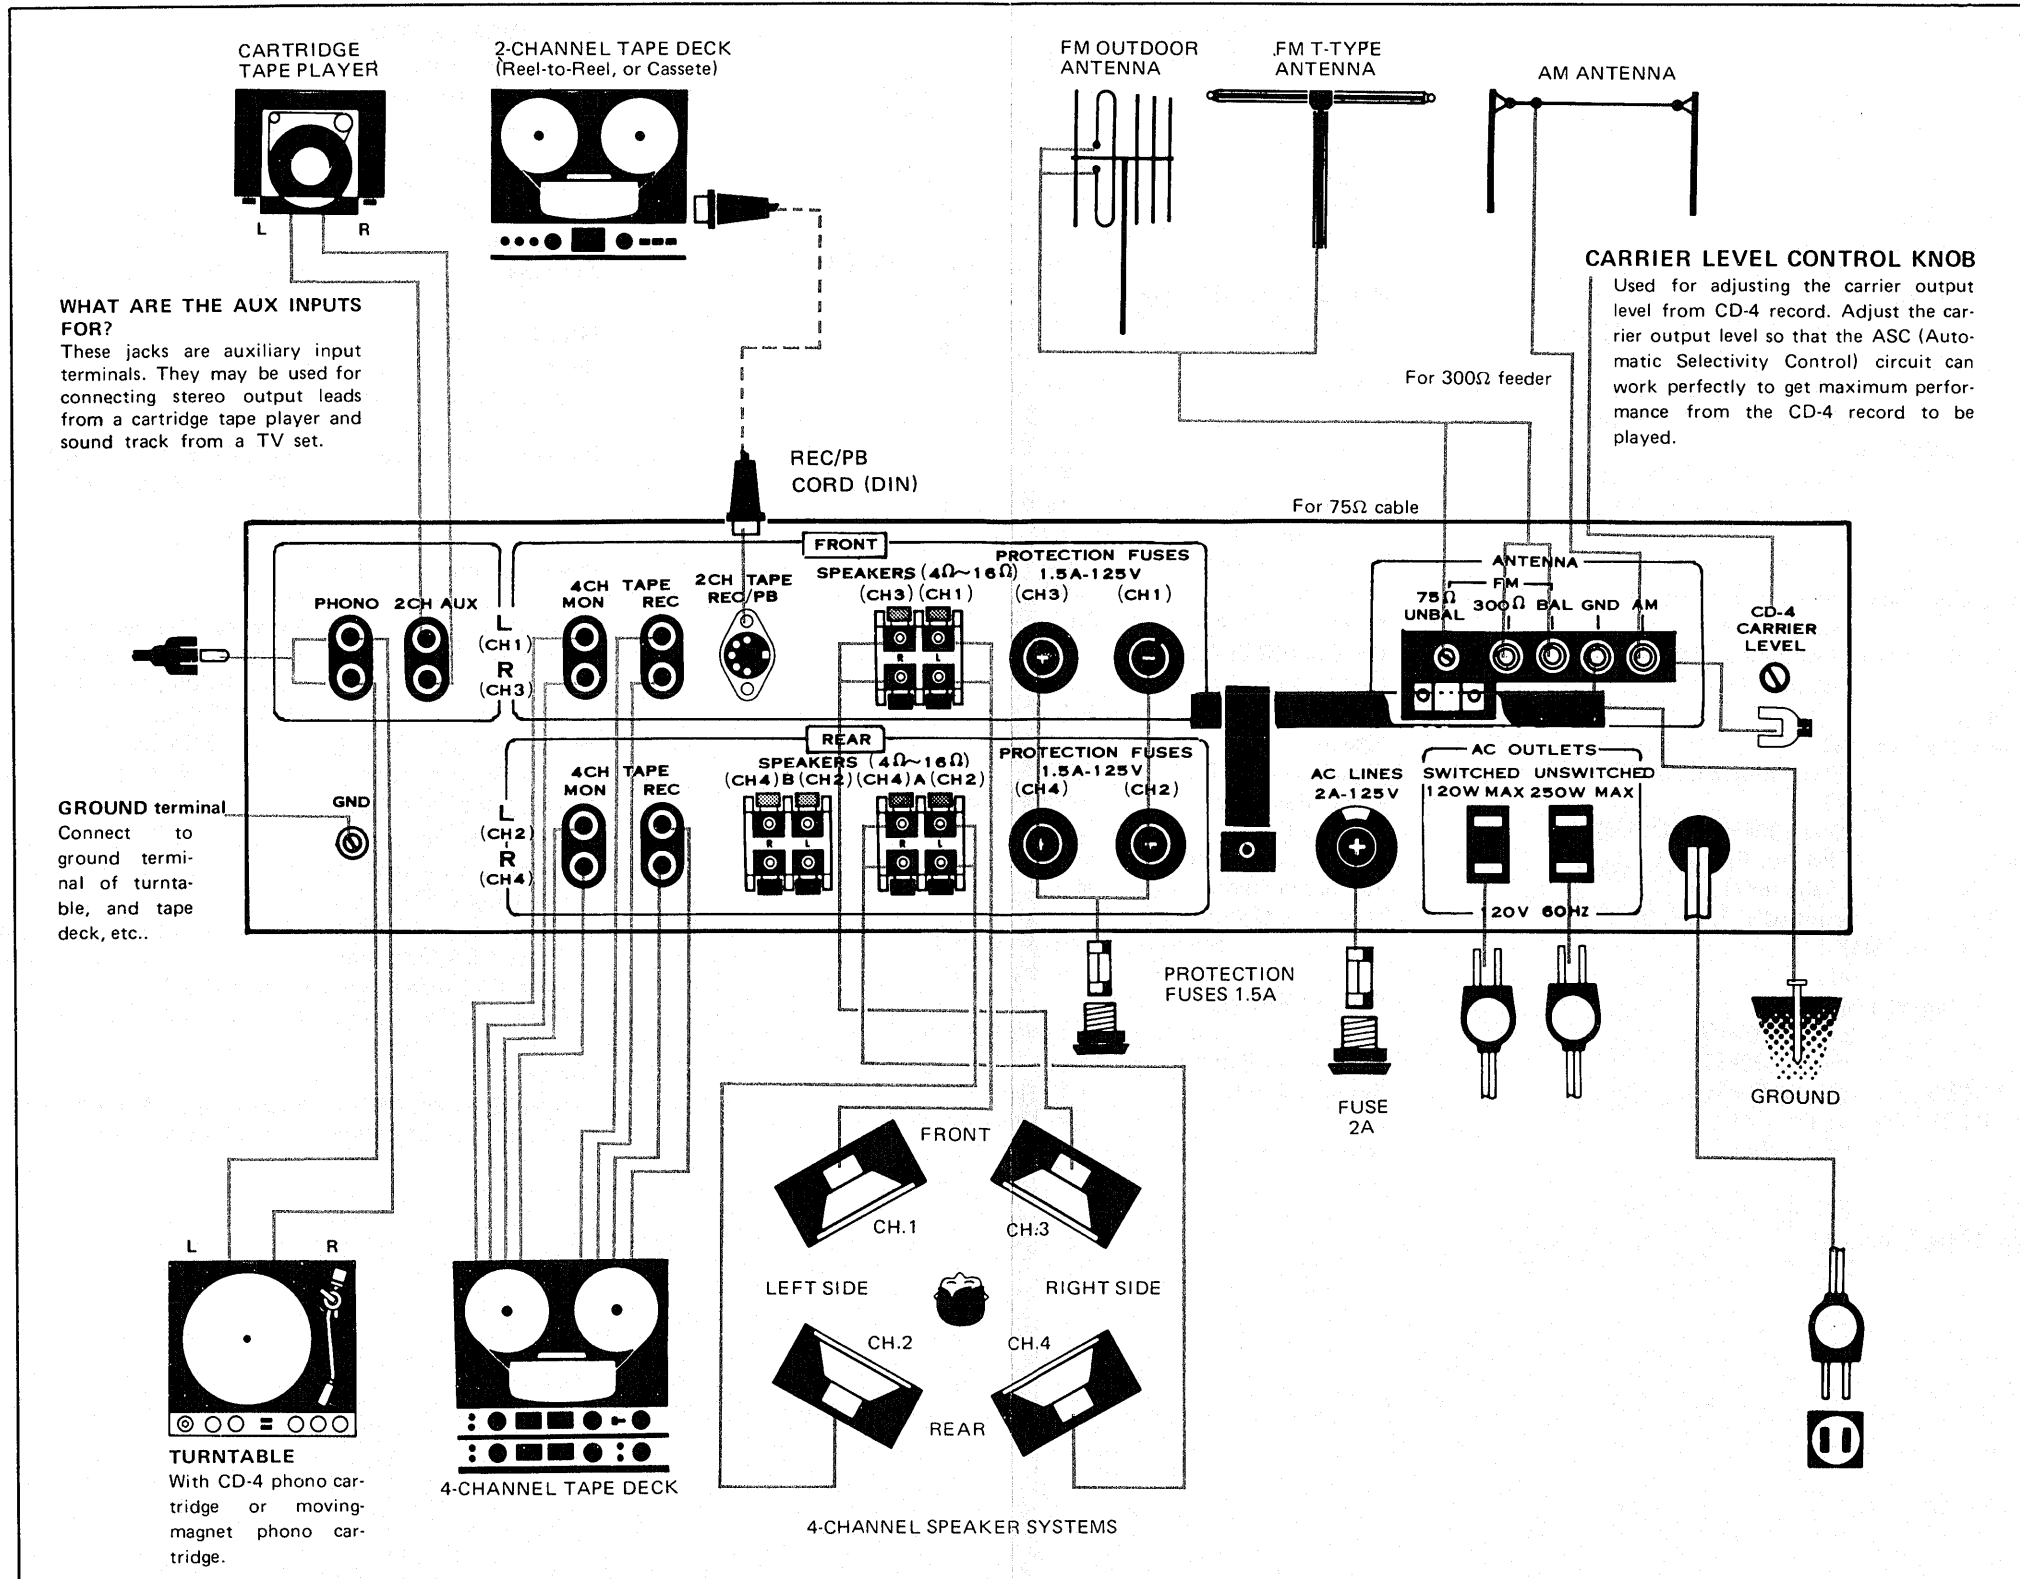 CARTRIDGE
TAPE PLAYER
L
R
2-CHANNEL TAPE DECK
(Reel-to-Reel, or Cassete)
FM OUTDOOR
ANTENNA
FM T-TYPE
ANTENNA
AM ANTENNA
WHAT ARE THE AUX INPUTS
FOR?
These jacks are auxiliary input
terminals. They may be used for
connecting stereo output leads
from a cartridge tape player and
sound track from a TV set.
CARRIER LEVEL CONTROL KNOB
Used for adjusting the carrier output
level from CD-4 record. Adjust the car-
rier output level so that the ASC (Auto-
matic Selectivity Control) circuit can
work perfectly to get maximum perfor-
mance from the CD-4 record to be
played.
For 300Ω feeder
REC/PB
CORD (DIN)
For 75Ω cable
FRONT
PHONO
2CH AUX
L
(CH1)
R
(CH3)
4CH TAPE
MON
REC
2CH TAPE
REC/PB
SPEAKERS (4Ω~16Ω)
(CH3) (CH1)
R
L
PROTECTION FUSES
1.5A-125V
(CH3)
(CH1)
ANTENNA
FM
75Ω
UNBAL
300Ω
BAL
GND
AM
CD-4
CARRIER
LEVEL
REAR
GND
L
(CH2)
R
(CH4)
4CH TAPE
MON
REC
SPEAKERS (4Ω~16Ω)
(CH4) B (CH2) (CH4) A (CH2)
R
L
R
L
PROTECTION FUSES
1.5A-125V
(CH4)
(CH2)
AC LINES
2A-125V
AC OUTLETS
SWITCHED UNSWITCHED
120W MAX 250W MAX
120V 60HZ
GROUND terminal
Connect to
ground termi-
nal of turnta-
ble, and tape
deck, etc..
PROTECTION
FUSES 1.5A
FUSE
2A
GROUND
L
R
TURNTABLE
With CD-4 phono car-
tridge or moving-
magnet phono car-
tridge.
4-CHANNEL TAPE DECK
FRONT
CH.1
CH.3
LEFT SIDE
RIGHT SIDE
CH.2
CH.4
REAR
4-CHANNEL SPEAKER SYSTEMS